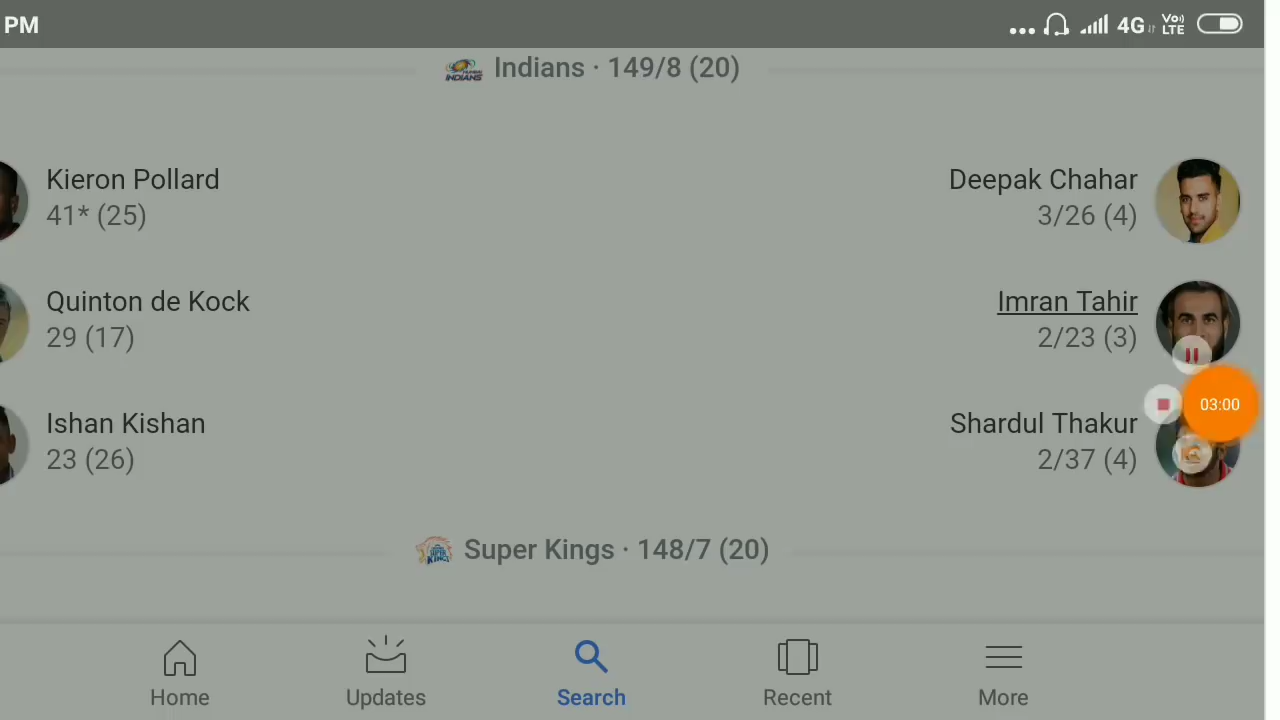 PM
4G
Vo))
LTE
Indians · 149/8 (20)
Kieron Pollard
41* (25)
Deepak Chahar
3/26 (4)
Quinton de Kock
29 (17)
Imran Tahir
2/23 (3)
03:00
Ishan Kishan
23 (26)
Shardul Thakur
2/37 (4)
Super Kings · 148/7 (20)
Home
Updates
Search
Recent
More